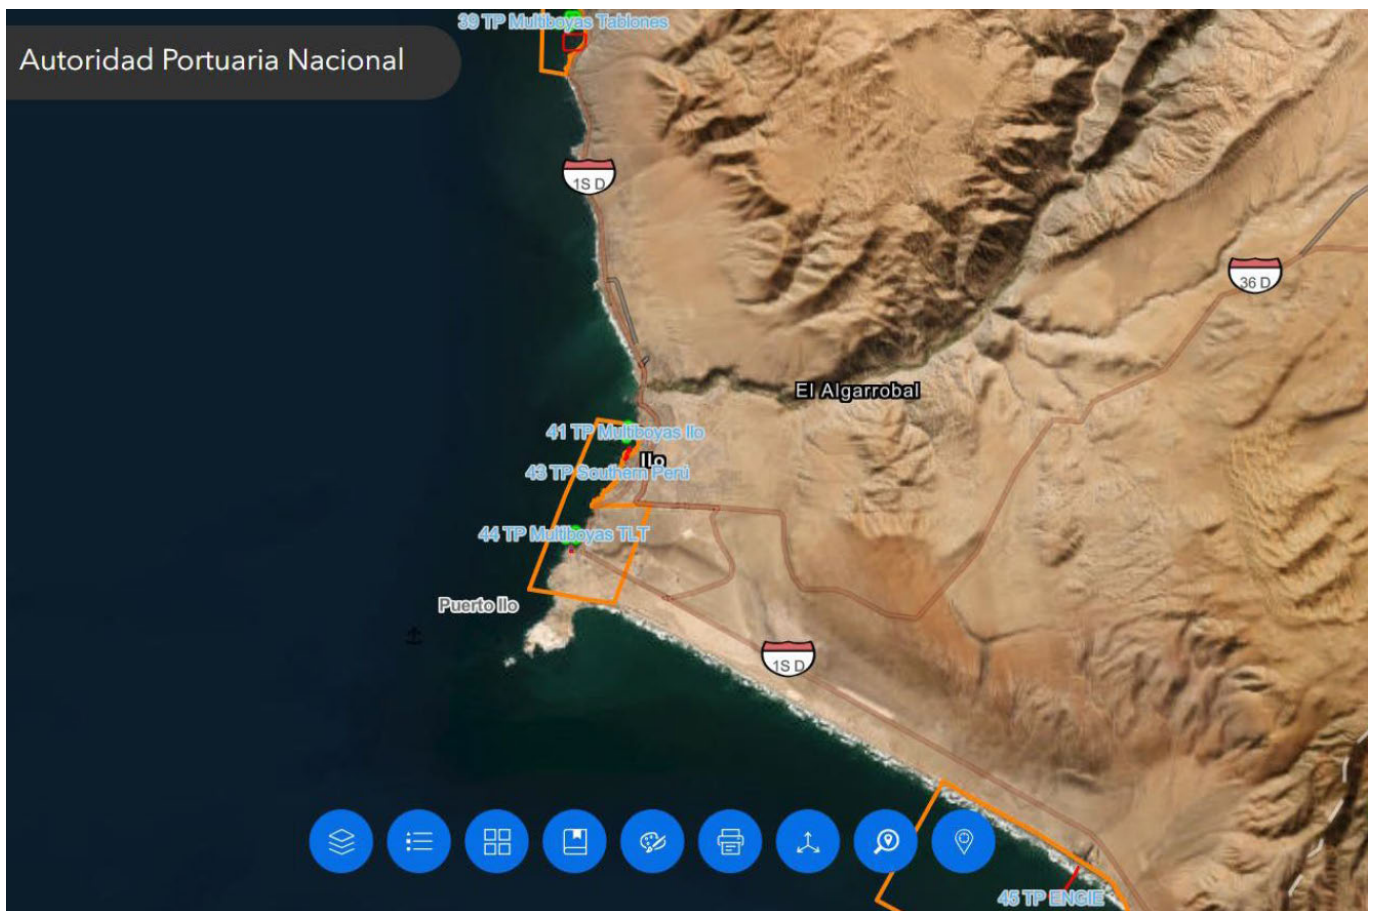 39 TP Multiboyas Tablones
Autoridad Portuaria Nacional
1S D
36 D
El Algarrobal
41 TP Multiboyas Ilo
Ilo
43 TP Southern Perú
44 TP Multiboyas TLT
Puerto Ilo
1S D
45 TP ENGIE